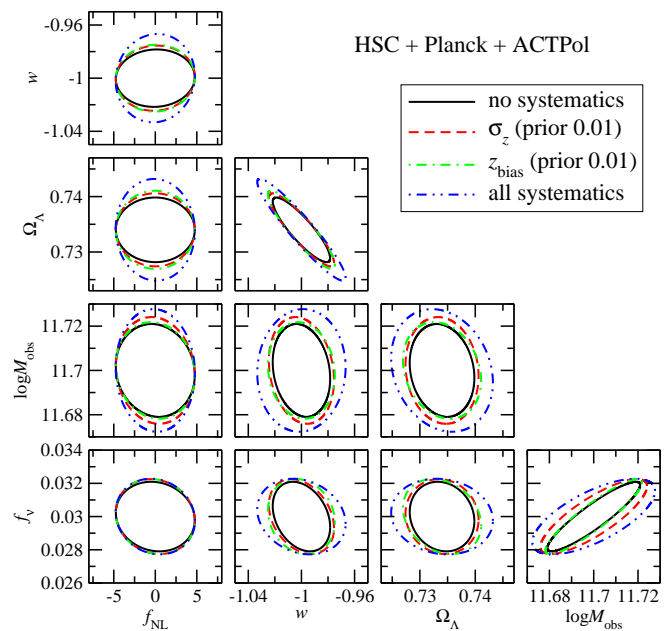 HSC + Planck + ACTPol
no systematics
σz (prior 0.01)
zbias (prior 0.01)
all systematics
-0.96
-1
-1.04
w
0.74
0.73
ΩΛ
11.72
11.7
11.68
logMobs
0.034
0.032
0.03
0.028
0.026
fν
-5 0 5
fNL
-1.04 -1 -0.96
w
0.73 0.74
ΩΛ
11.68 11.7 11.72
logMobs